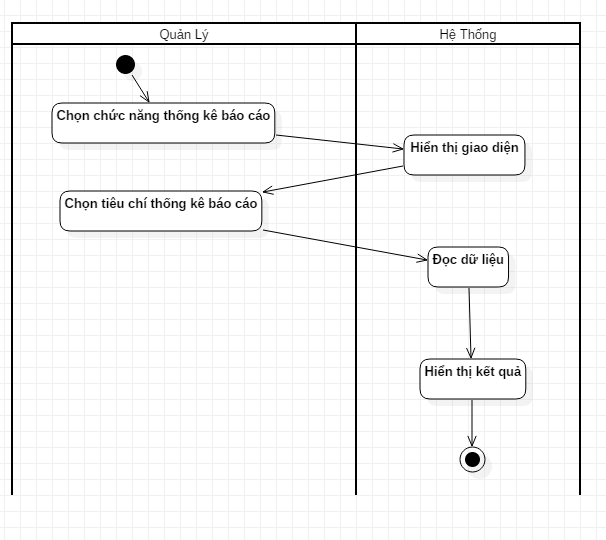 Quản Lý
Hệ Thống
Chọn chức năng thống kê báo cáo
Hiển thị giao diện
Chọn tiêu chí thống kê báo cáo
Đọc dữ liệu
Hiển thị kết quả